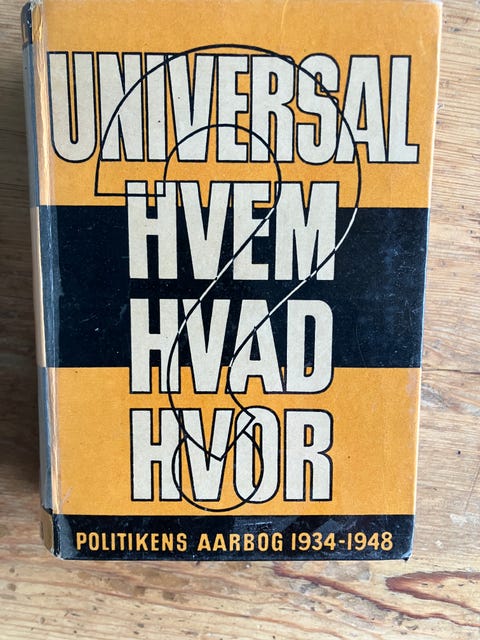 UNIVERSAL
HVEM
HVAD
HVOR
POLITIKENS AARBOG 1934-1948